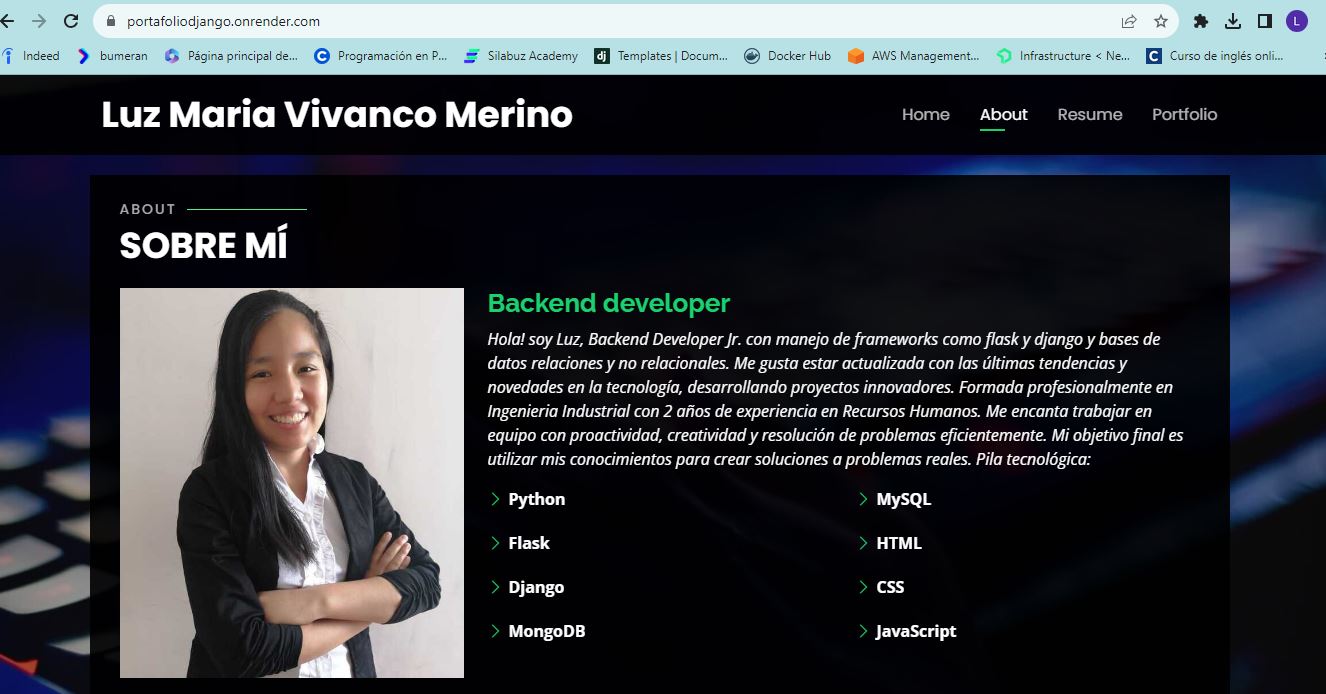 portafoliodjango.onrender.com
L
Indeed
bumeran
Página principal de...
Programación en P...
Silabuz Academy
Templates | Docum...
Docker Hub
AWS Management...
Infrastructure < Ne...
Curso de inglés onli...
Luz Maria Vivanco Merino
Home
About
Resume
Portfolio
ABOUT
SOBRE MÍ
Backend developer
Hola! soy Luz, Backend Developer Jr. con manejo de frameworks como flask y django y bases de
datos relaciones y no relacionales. Me gusta estar actualizada con las últimas tendencias y
novedades en la tecnología, desarrollando proyectos innovadores. Formada profesionalmente en
Ingenieria Industrial con 2 años de experiencia en Recursos Humanos. Me encanta trabajar en
equipo con proactividad, creatividad y resolución de problemas eficientemente. Mi objetivo final es
utilizar mis conocimientos para crear soluciones a problemas reales. Pila tecnológica:
Python
MySQL
Flask
HTML
Django
CSS
MongoDB
JavaScript